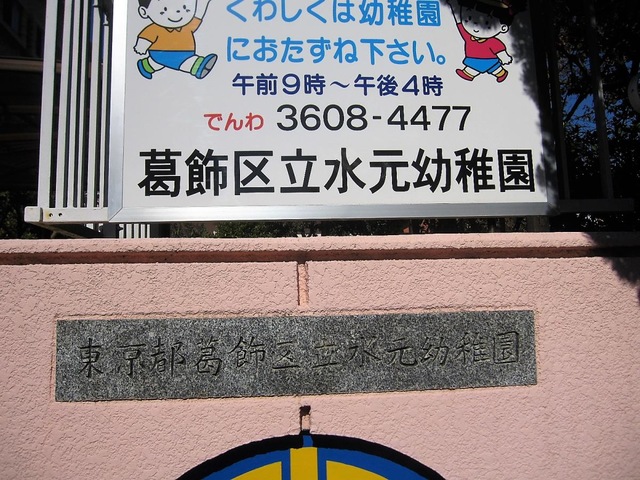 くわしくは幼稚園
におたずね下さい。
午前9時～午後4時
でんわ 3608-4477
葛飾区立水元幼稚園
東京都葛飾区立水元幼稚園